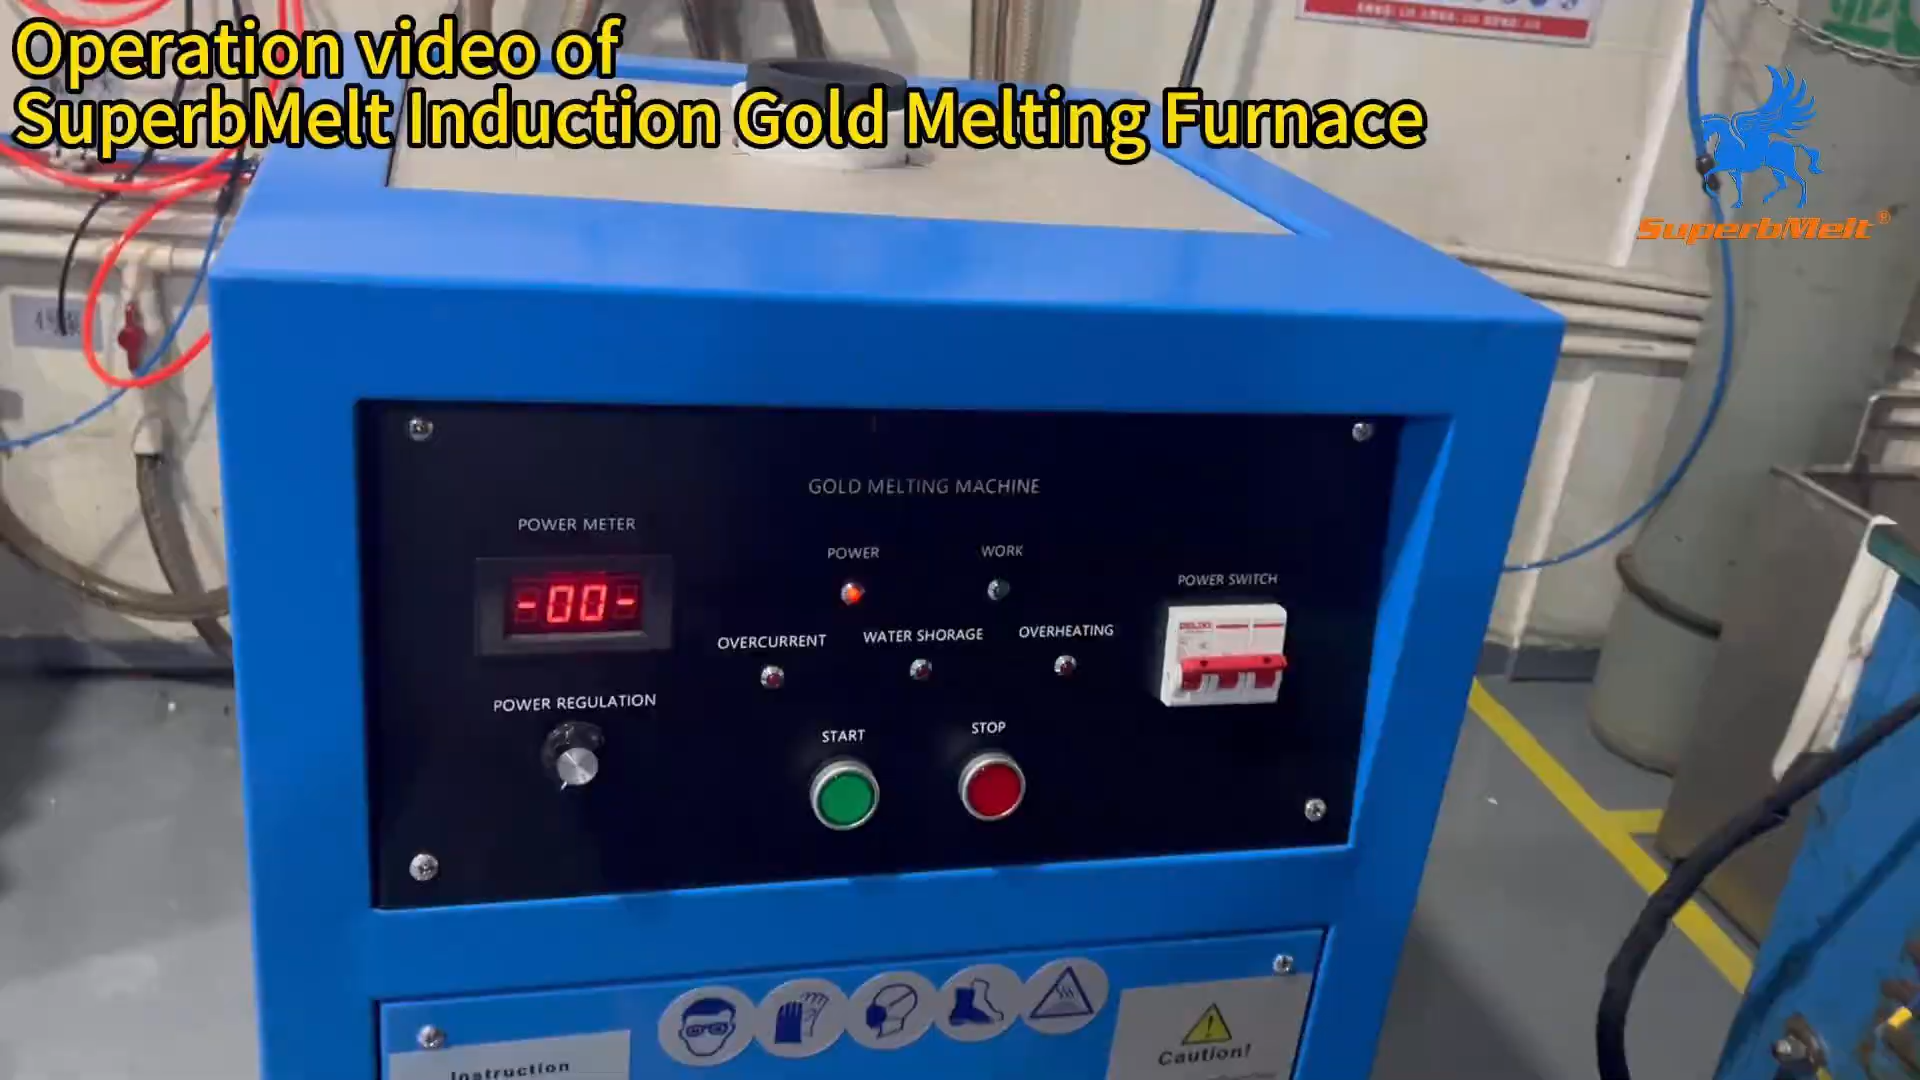 Operation video of
SuperbMelt Induction Gold Melting Furnace
SuperbMelt®
GOLD MELTING MACHINE
POWER METER
-00-
POWER
WORK
POWER SWITCH
OVERCURRENT
WATER SHORAGE
OVERHEATING
POWER REGULATION
START
STOP
Instruction
Caution!